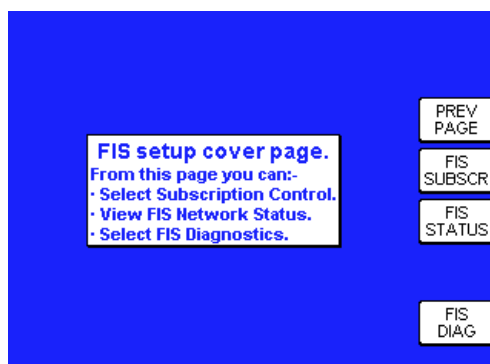 FIS setup cover page.
From this page you can:-
· Select Subscription Control.
· View FIS Network Status.
· Select FIS Diagnostics.
PREV
PAGE
FIS
SUBSCR
FIS
STATUS
FIS
DIAG